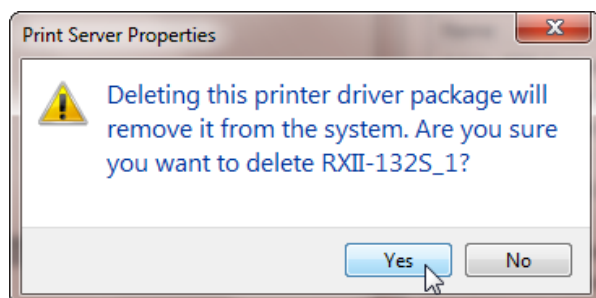 Print Server Properties
Deleting this printer driver package will
remove it from the system. Are you sure
you want to delete RXII-132S_1?
Yes
No